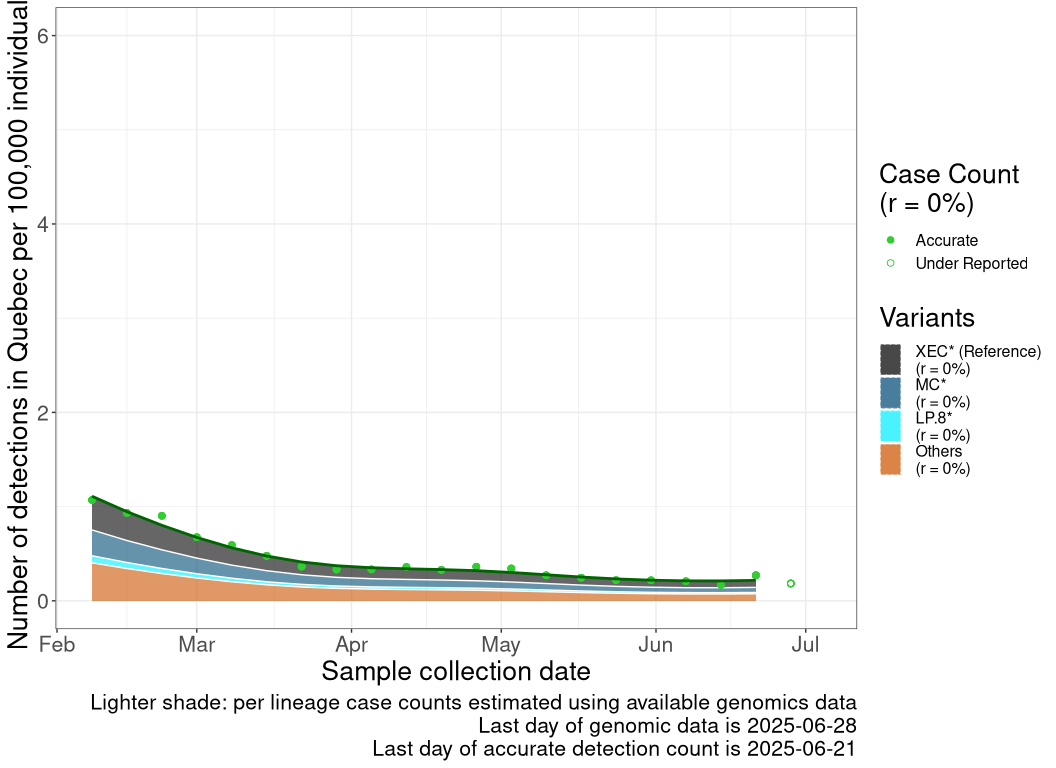 Number of detections in Quebec per 100,000 individual
6
4
2
0
Feb
Mar
Apr
May
Jun
Jul
Sample collection date
Lighter shade: per lineage case counts estimated using available genomics data
Last day of genomic data is 2025-06-28
Last day of accurate detection count is 2025-06-21
Case Count
(r = 0%)
Accurate
Under Reported
Variants
XEC* (Reference)
(r = 0%)
MC*
(r = 0%)
LP.8*
(r = 0%)
Others
(r = 0%)